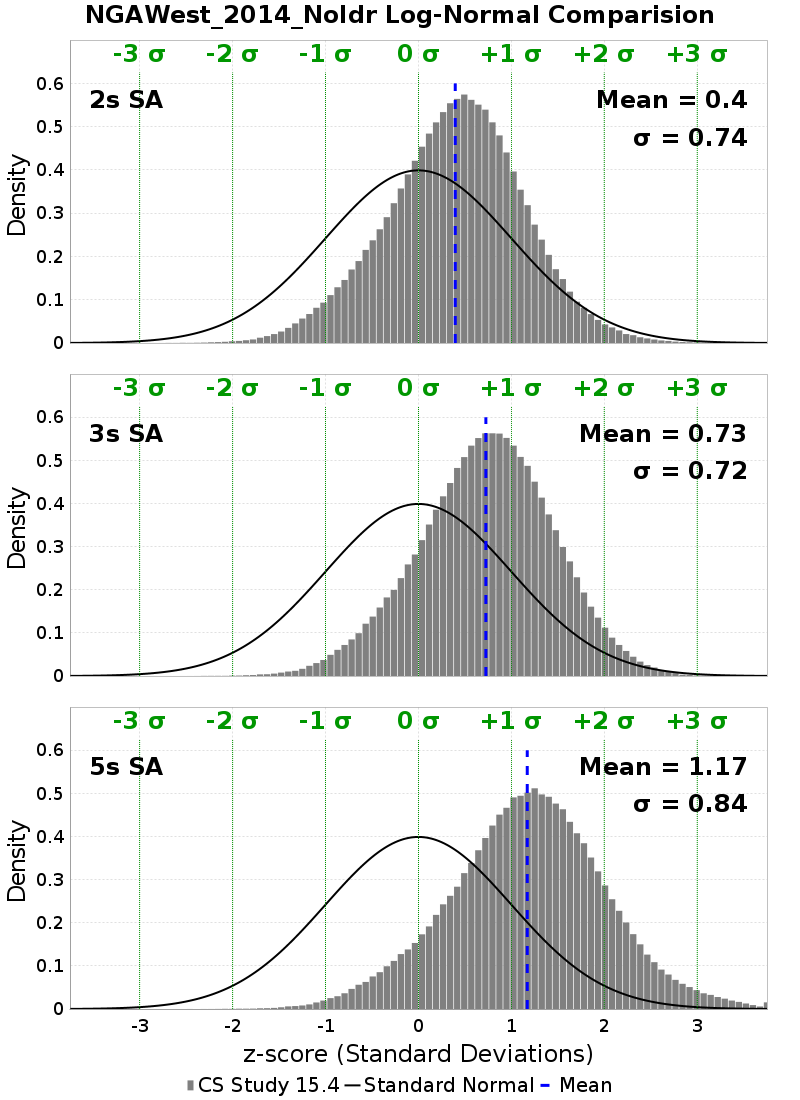 NGAWest_2014_NoIdr Log-Normal Comparision
-3 σ -2 σ -1 σ 0 σ +1 σ +2 σ +3 σ
2s SA
Mean = 0.4
σ = 0.74
0.6
0.5
0.4
0.3
0.2
0.1
0
Density
-3 σ -2 σ -1 σ 0 σ +1 σ +2 σ +3 σ
3s SA
Mean = 0.73
σ = 0.72
0.6
0.5
0.4
0.3
0.2
0.1
0
Density
-3 σ -2 σ -1 σ 0 σ +1 σ +2 σ +3 σ
5s SA
Mean = 1.17
σ = 0.84
0.6
0.5
0.4
0.3
0.2
0.1
0
Density
-3 -2 -1 0 1 2 3
z-score (Standard Deviations)
CS Study 15.4 Standard Normal Mean